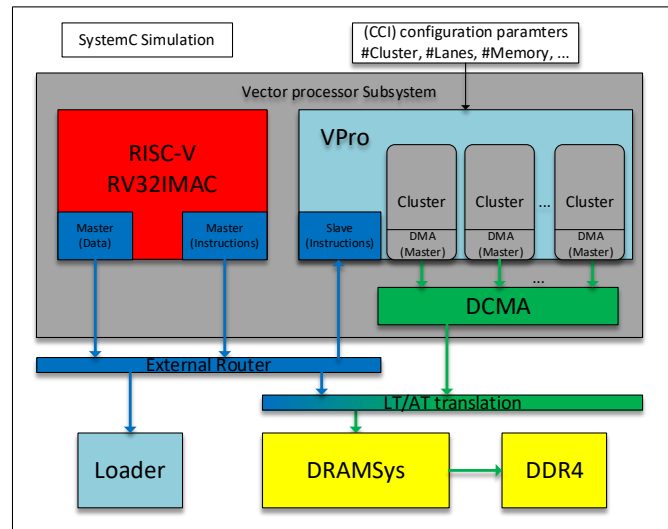 SystemC Simulation
(CCI) configuration paramters
#Cluster, #Lanes, #Memory, ...
Vector processor Subsystem
RISC-V
RV32IMAC
Master
(Data)
Master
(Instructions)
VPro
Slave
(Instructions)
Cluster
DMA
(Master)
Cluster
DMA
(Master)
...
Cluster
DMA
(Master)
...
DCMA
External Router
LT/AT translation
Loader
DRAMSys
DDR4